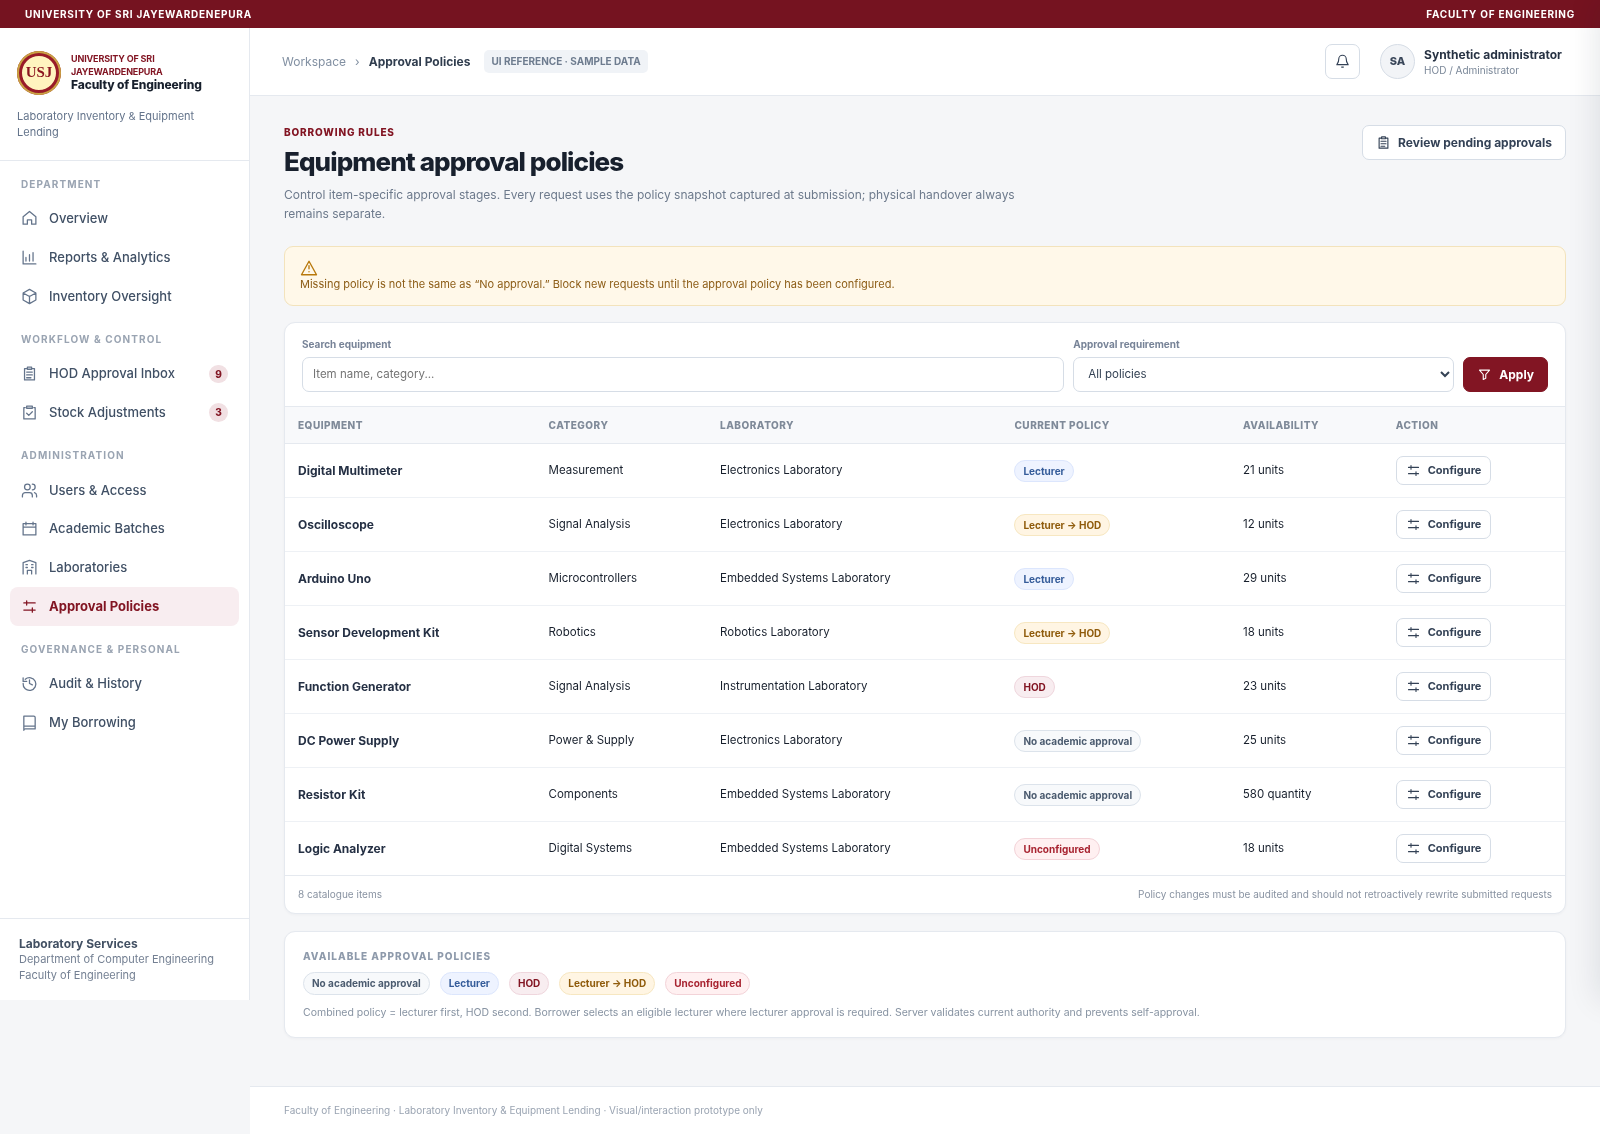 UNIVERSITY OF SRI JAYEWARDENEPURA
FACULTY OF ENGINEERING
USJ
UNIVERSITY OF SRI
JAYEWARDENEPURA
Faculty of Engineering
Laboratory Inventory & Equipment
Lending
DEPARTMENT
Overview
Reports & Analytics
Inventory Oversight
WORKFLOW & CONTROL
HOD Approval Inbox 9
Stock Adjustments 3
ADMINISTRATION
Users & Access
Academic Batches
Laboratories
Approval Policies
GOVERNANCE & PERSONAL
Audit & History
My Borrowing
Laboratory Services
Department of Computer Engineering
Faculty of Engineering
Workspace › Approval Policies UI REFERENCE · SAMPLE DATA
SA
Synthetic administrator
HOD / Administrator
BORROWING RULES
Equipment approval policies
Control item-specific approval stages. Every request uses the policy snapshot captured at submission; physical handover always
remains separate.
Review pending approvals
Missing policy is not the same as “No approval.” Block new requests until the approval policy has been configured.
Search equipment Approval requirement
Item name, category... All policies Apply
EQUIPMENT CATEGORY LABORATORY CURRENT POLICY AVAILABILITY ACTION
Digital Multimeter Measurement Electronics Laboratory Lecturer 21 units Configure
Oscilloscope Signal Analysis Electronics Laboratory Lecturer → HOD 12 units Configure
Arduino Uno Microcontrollers Embedded Systems Laboratory Lecturer 29 units Configure
Sensor Development Kit Robotics Robotics Laboratory Lecturer → HOD 18 units Configure
Function Generator Signal Analysis Instrumentation Laboratory HOD 23 units Configure
DC Power Supply Power & Supply Electronics Laboratory No academic approval 25 units Configure
Resistor Kit Components Embedded Systems Laboratory No academic approval 580 quantity Configure
Logic Analyzer Digital Systems Embedded Systems Laboratory Unconfigured 18 units Configure
8 catalogue items Policy changes must be audited and should not retroactively rewrite submitted requests
AVAILABLE APPROVAL POLICIES
No academic approval Lecturer HOD Lecturer → HOD Unconfigured
Combined policy = lecturer first, HOD second. Borrower selects an eligible lecturer where lecturer approval is required. Server validates current authority and prevents self-approval.
Faculty of Engineering · Laboratory Inventory & Equipment Lending · Visual/interaction prototype only